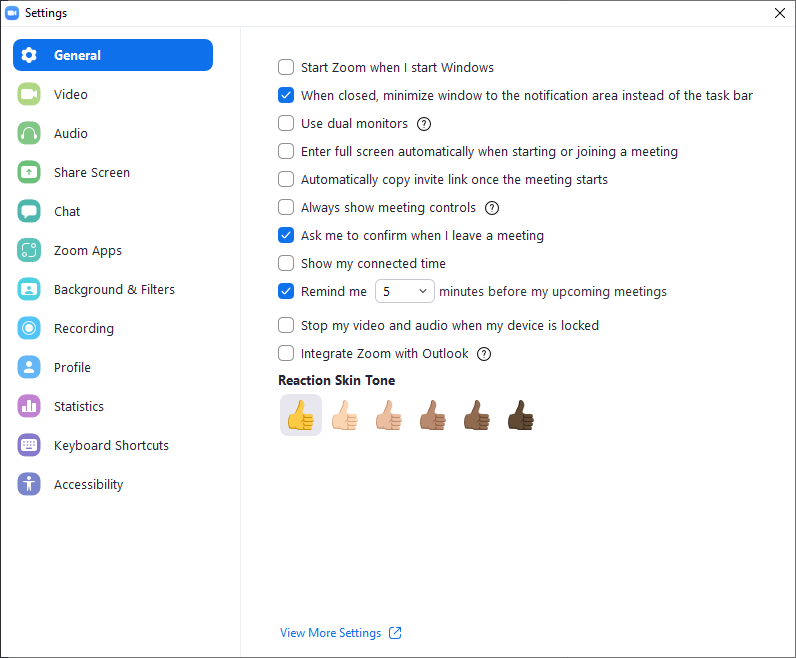 Settings
General
Video
Audio
Share Screen
Chat
Zoom Apps
Background & Filters
Recording
Profile
Statistics
Keyboard Shortcuts
Accessibility
Start Zoom when I start Windows
When closed, minimize window to the notification area instead of the task bar
Use dual monitors ?
Enter full screen automatically when starting or joining a meeting
Automatically copy invite link once the meeting starts
Always show meeting controls ?
Ask me to confirm when I leave a meeting
Show my connected time
Remind me 5 minutes before my upcoming meetings
Stop my video and audio when my device is locked
Integrate Zoom with Outlook ?
Reaction Skin Tone
View More Settings